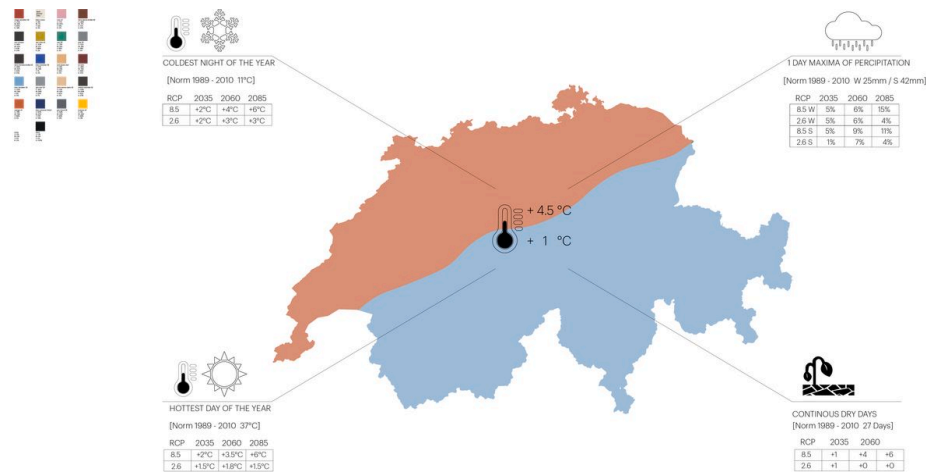 COLDEST NIGHT OF THE YEAR
[Norm 1989 - 2010 11°C]
RCP 2035 2060 2085
8.5 +2°C +4°C +6°C
2.6 +2°C +3°C +3°C
1 DAY MAXIMA OF PERCIPITATION
[Norm 1989 - 2010 W 25mm / S 42mm]
RCP 2035 2060 2085
8.5 W 5% 6% 15%
2.6 W 5% 6% 4%
8.5 S 5% 9% 11%
2.6 S 1% 7% 4%
+ 4.5 °C
+ 1 °C
HOTTEST DAY OF THE YEAR
[Norm 1989 - 2010 37°C]
RCP 2035 2060 2085
8.5 +2°C +3.5°C +6°C
2.6 +1.5°C +1.8°C +1.5°C
CONTINOUS DRY DAYS
[Norm 1989 - 2010 27 Days]
RCP 2035 2060
8.5 +1 +4 +6
2.6 +1 +0 +0